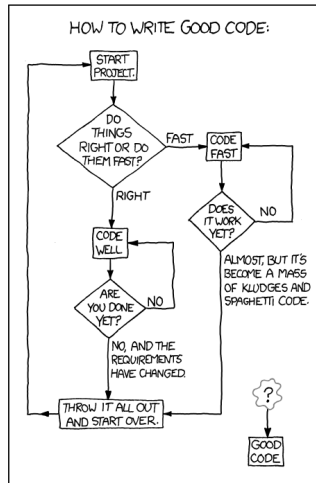 HOW TO WRITE GOOD CODE:
START
PROJECT.
DO
THINGS
RIGHT OR DO
THEM FAST?
FAST
CODE
FAST
RIGHT
DOES
IT WORK
YET?
NO
CODE
WELL
ALMOST, BUT IT'S
BECOME A MASS
OF KLUDGES AND
SPAGHETTI CODE.
ARE
YOU DONE
YET?
NO
NO, AND THE
REQUIREMENTS
HAVE CHANGED.
THROW IT ALL OUT
AND START OVER.
?
GOOD
CODE